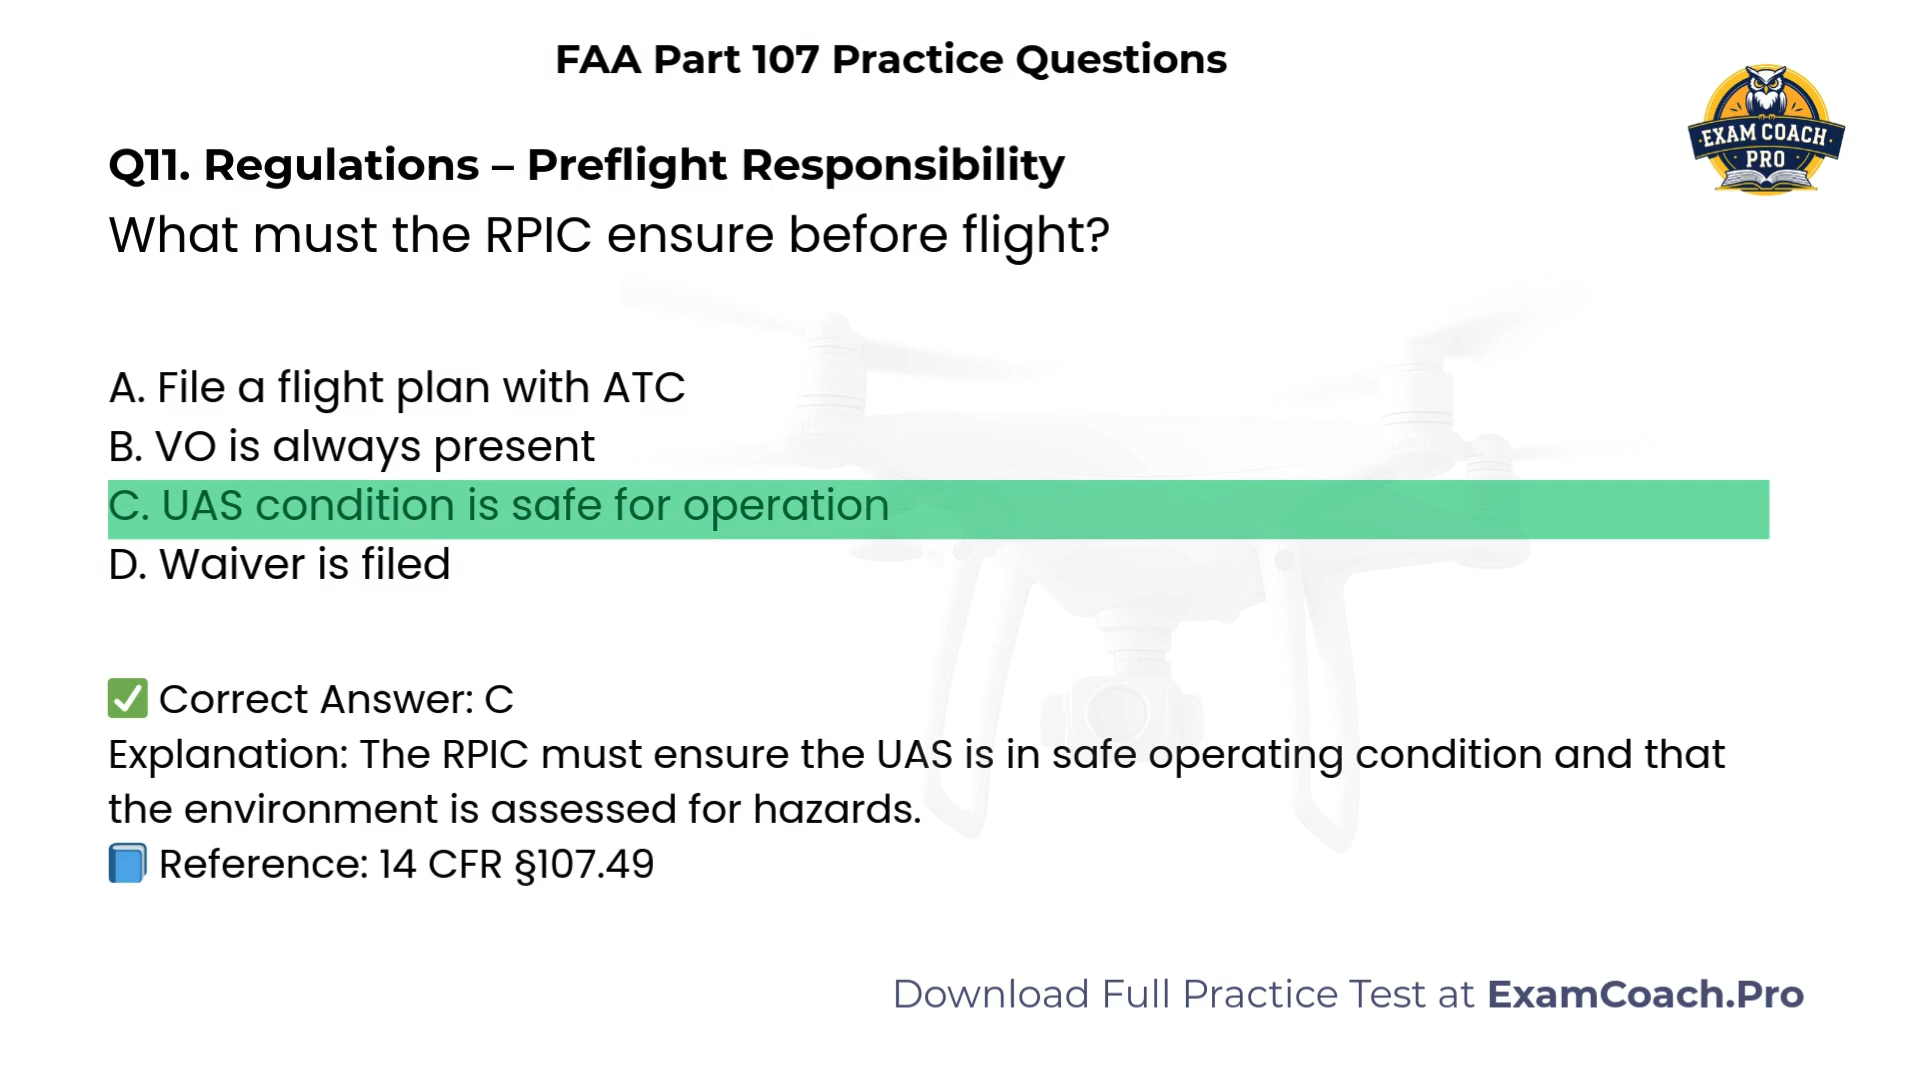 FAA Part 107 Practice Questions
EXAM COACH
PRO
Q11. Regulations – Preflight Responsibility
What must the RPIC ensure before flight?
A. File a flight plan with ATC
B. VO is always present
C. UAS condition is safe for operation
D. Waiver is filed
✅ Correct Answer: C
Explanation: The RPIC must ensure the UAS is in safe operating condition and that
the environment is assessed for hazards.
📘 Reference: 14 CFR §107.49
Download Full Practice Test at ExamCoach.Pro